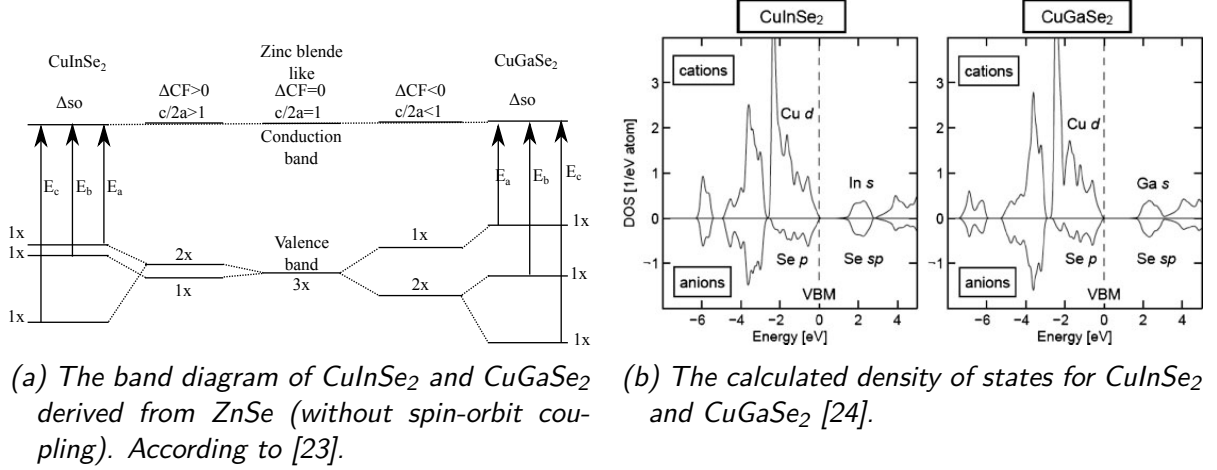 CuInSe2
Δso
ΔCF>0
c/2a>1
Zinc blende
like
ΔCF=0
c/2a=1
Conduction
band
ΔCF<0
c/2a<1
CuGaSe2
Δso
Ec
Eb
Ea
Ea
Eb
Ec
1x
1x
1x
2x
1x
Valence
band
3x
1x
2x
1x
1x
1x
(a) The band diagram of CuInSe2 and CuGaSe2
derived from ZnSe (without spin-orbit cou-
pling). According to [23].
CuInSe2
CuGaSe2
DOS [1/eV atom]
3
2
1
0
−1
cations
Cu d
In s
Se p
Se sp
anions
VBM
−6 −4 −2 0 2 4
Energy [eV]
3
2
1
0
−1
cations
Cu d
Ga s
Se p
Se sp
anions
VBM
−6 −4 −2 0 2 4
Energy [eV]
(b) The calculated density of states for CuInSe2
and CuGaSe2 [24].